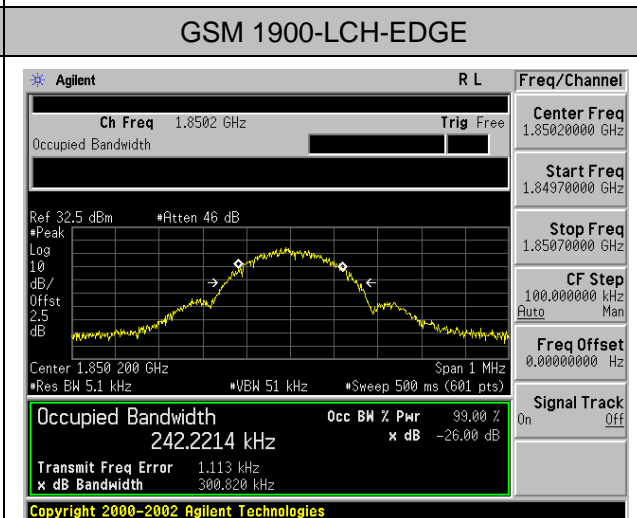 GSM 1900-LCH-EDGE
Agilent R L Freq/Channel
Ch Freq 1.8502 GHz Trig Free
Occupied Bandwidth
Center Freq
1.85020000 GHz
Start Freq
1.84970000 GHz
Stop Freq
1.85070000 GHz
CF Step
100.000000 kHz
Auto Man
Freq Offset
0.00000000 Hz
Signal Track
On Off
Ref 32.5 dBm #Atten 46 dB
#Peak
Log
10
dB/
Offst
2.5
dB
Center 1.850 200 GHz Span 1 MHz
#Res BW 5.1 kHz #VBW 51 kHz #Sweep 500 ms (601 pts)
Occupied Bandwidth Occ BW % Pwr 99.00 %
242.2214 kHz x dB -26.00 dB
Transmit Freq Error 1.113 kHz
x dB Bandwidth 300.820 kHz
Copyright 2000-2002 Agilent Technologies